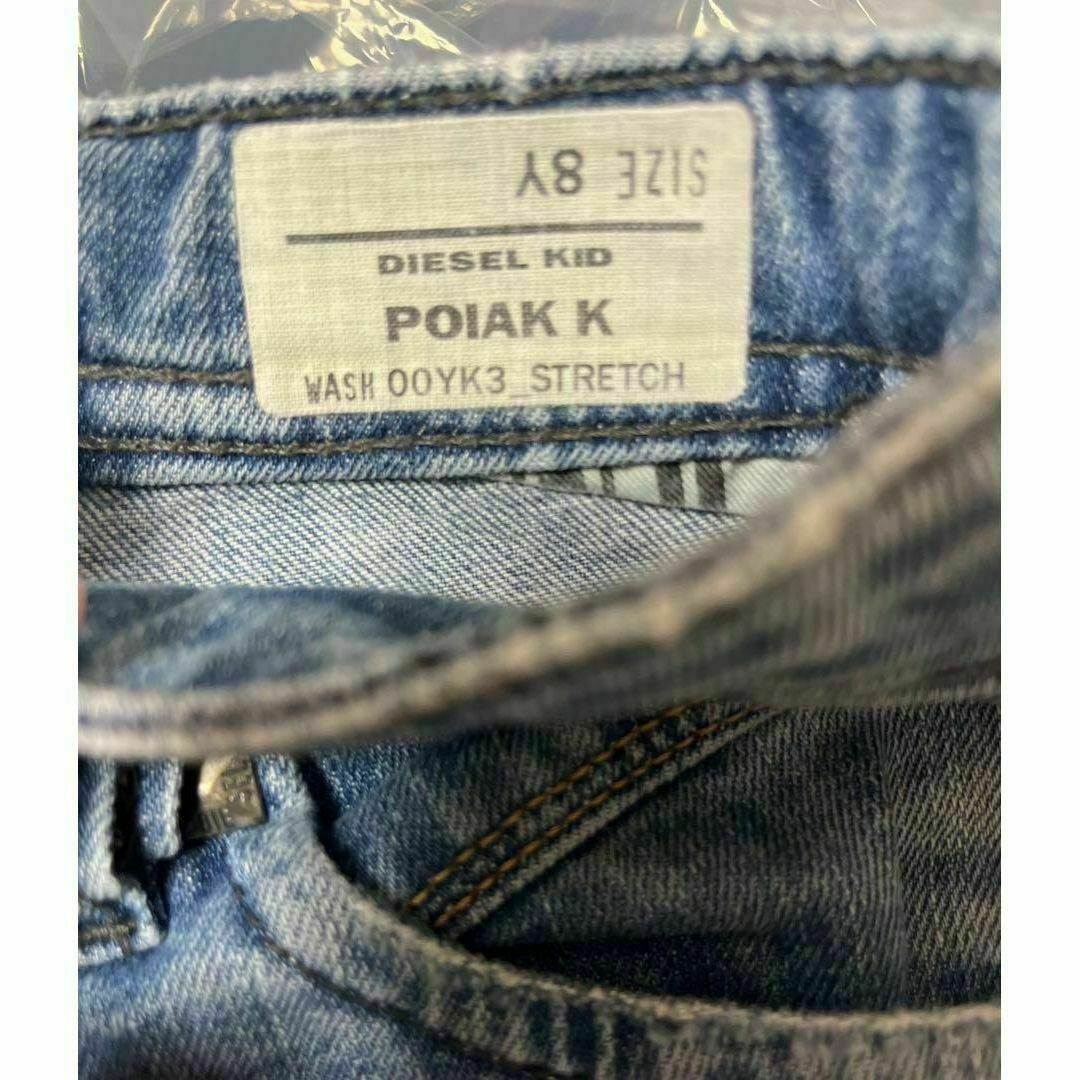 SIZE 8Y
DIESEL KID
POIAK K
WASH 00YK3_STRETCH